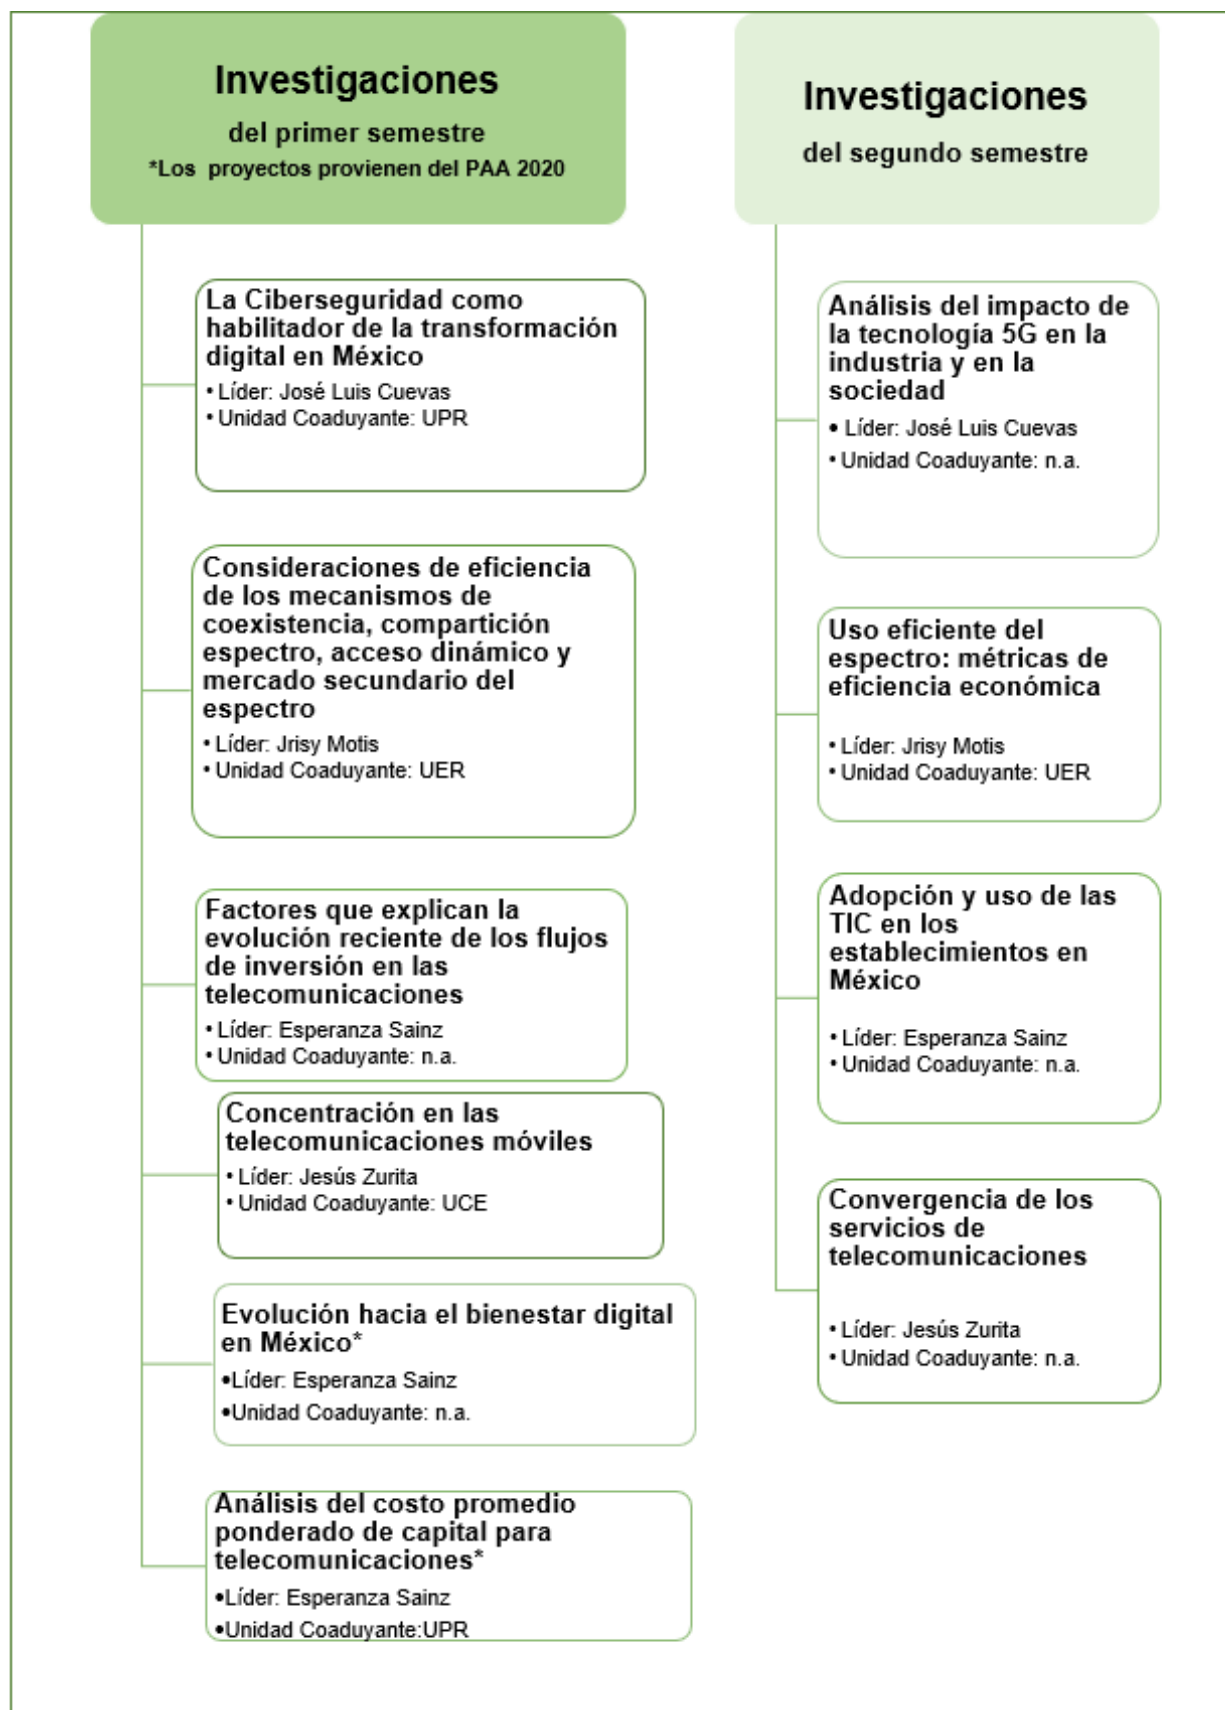 Investigaciones
del primer semestre
*Los proyectos provienen del PAA 2020
La Ciberseguridad como
habilitador de la transformación
digital en México
• Líder: José Luis Cuevas
• Unidad Coaduyante: UPR
Consideraciones de eficiencia
de los mecanismos de
coexistencia, compartición
espectro, acceso dinámico y
mercado secundario del
espectro
• Líder: Jrisy Motis
• Unidad Coaduyante: UER
Factores que explican la
evolución reciente de los flujos
de inversión en las
telecomunicaciones
• Líder: Esperanza Sainz
• Unidad Coaduyante: n.a.
Concentración en las
telecomunicaciones móviles
• Líder: Jesús Zurita
• Unidad Coaduyante: UCE
Evolución hacia el bienestar digital
en México*
•Líder: Esperanza Sainz
•Unidad Coaduyante: n.a.
Análisis del costo promedio
ponderado de capital para
telecomunicaciones*
•Líder: Esperanza Sainz
•Unidad Coaduyante:UPR
Investigaciones
del segundo semestre
Análisis del impacto de
la tecnología 5G en la
industria y en la
sociedad
• Líder: José Luis Cuevas
• Unidad Coaduyante: n.a.
Uso eficiente del
espectro: métricas de
eficiencia económica
• Líder: Jrisy Motis
• Unidad Coaduyante: UER
Adopción y uso de las
TIC en los
establecimientos en
México
• Líder: Esperanza Sainz
• Unidad Coaduyante: n.a.
Convergencia de los
servicios de
telecomunicaciones
• Líder: Jesús Zurita
• Unidad Coaduyante: n.a.